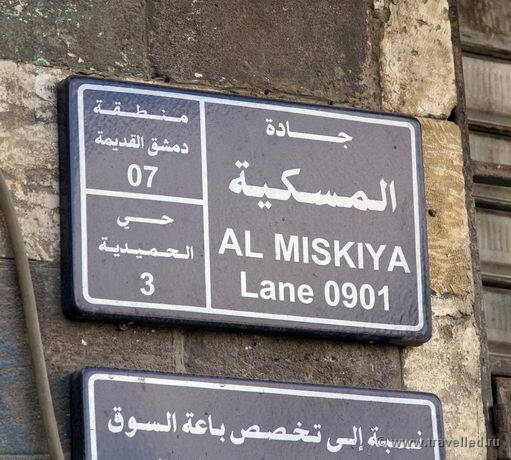 جادة
المسكية
AL MISKIYA
Lane 0901
منطقة
دمشق القديمة
07
حي
الحميدية
3
نسبة إلى تخصص باعة السوق
© www.travelled.ru